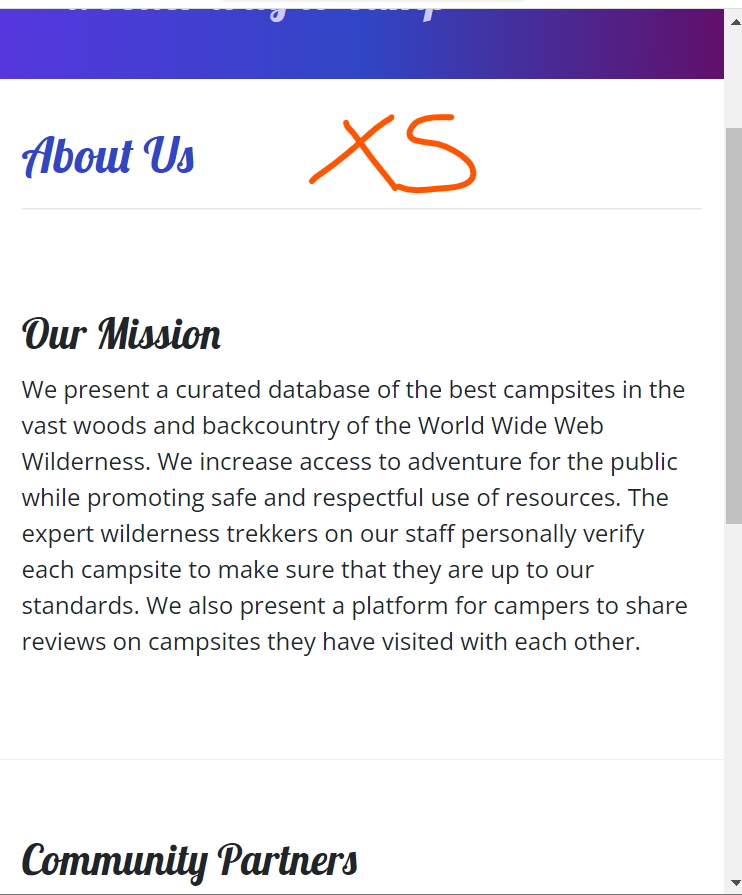 About Us XS
Our Mission
We present a curated database of the best campsites in the
vast woods and backcountry of the World Wide Web
Wilderness. We increase access to adventure for the public
while promoting safe and respectful use of resources. The
expert wilderness trekkers on our staff personally verify
each campsite to make sure that they are up to our
standards. We also present a platform for campers to share
reviews on campsites they have visited with each other.
Community Partners